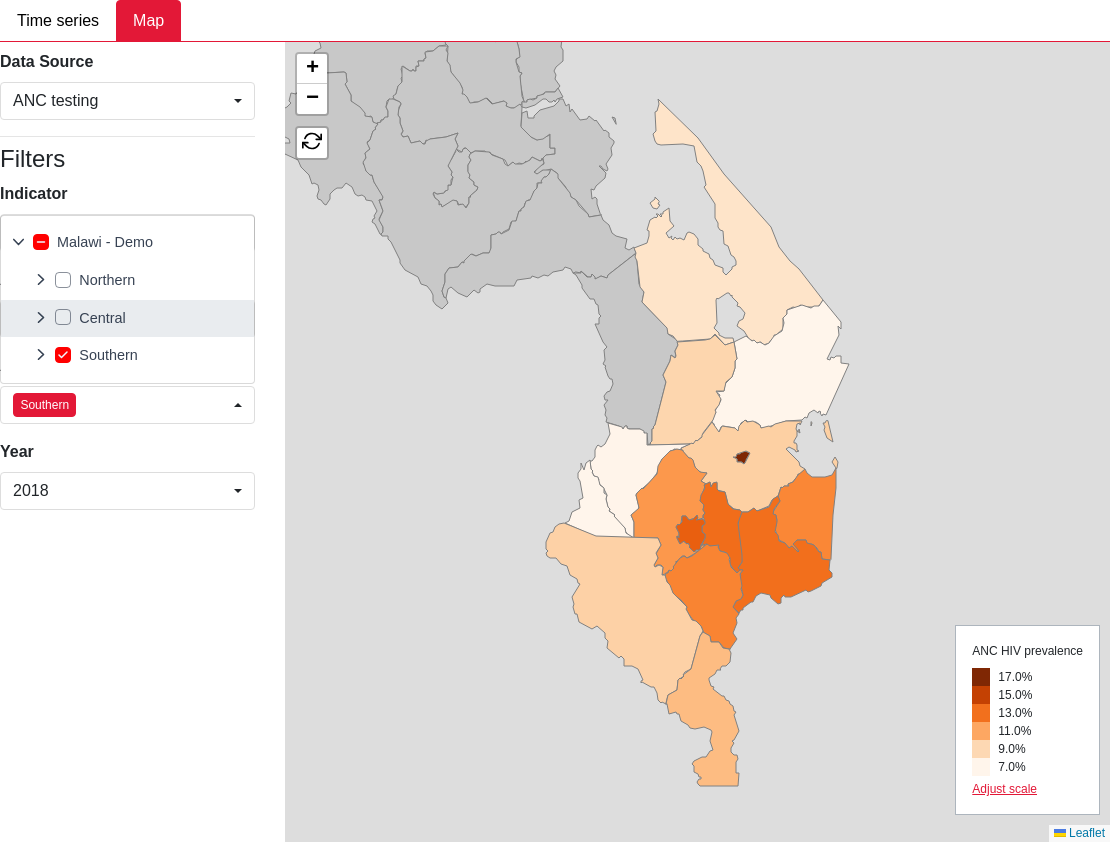 Time series
Map
Data Source
ANC testing
Filters
Indicator
Malawi - Demo
Northern
Central
Southern
Southern
Year
2018
+
−
ANC HIV prevalence
17.0%
15.0%
13.0%
11.0%
9.0%
7.0%
Adjust scale
Leaflet